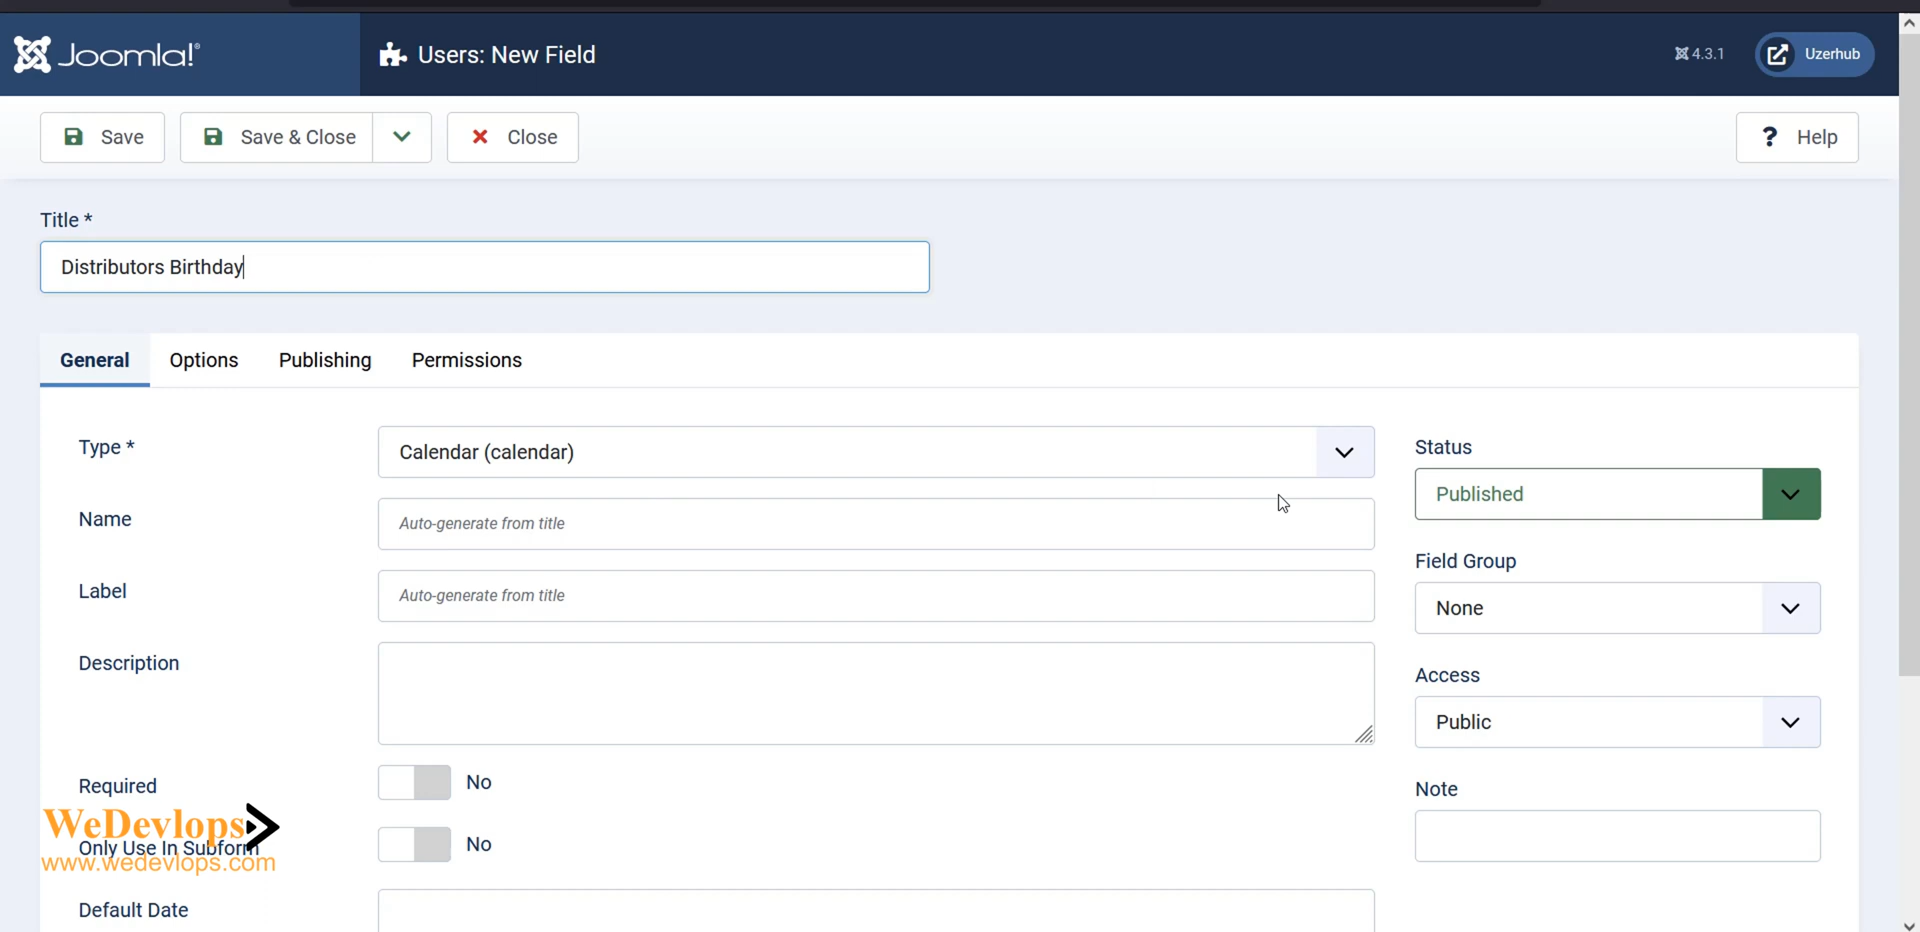 Joomla!®
Users: New Field
4.3.1
Uzerhub
Save
Save & Close
Close
? Help
Title *
Distributors Birthday
General
Options
Publishing
Permissions
Type *
Calendar (calendar)
Status
Published
Name
Auto-generate from title
Field Group
None
Label
Auto-generate from title
Description
Access
Public
Required
No
Note
WeDevlops
Only Use In Subform
No
www.wedevlops.com
Default Date